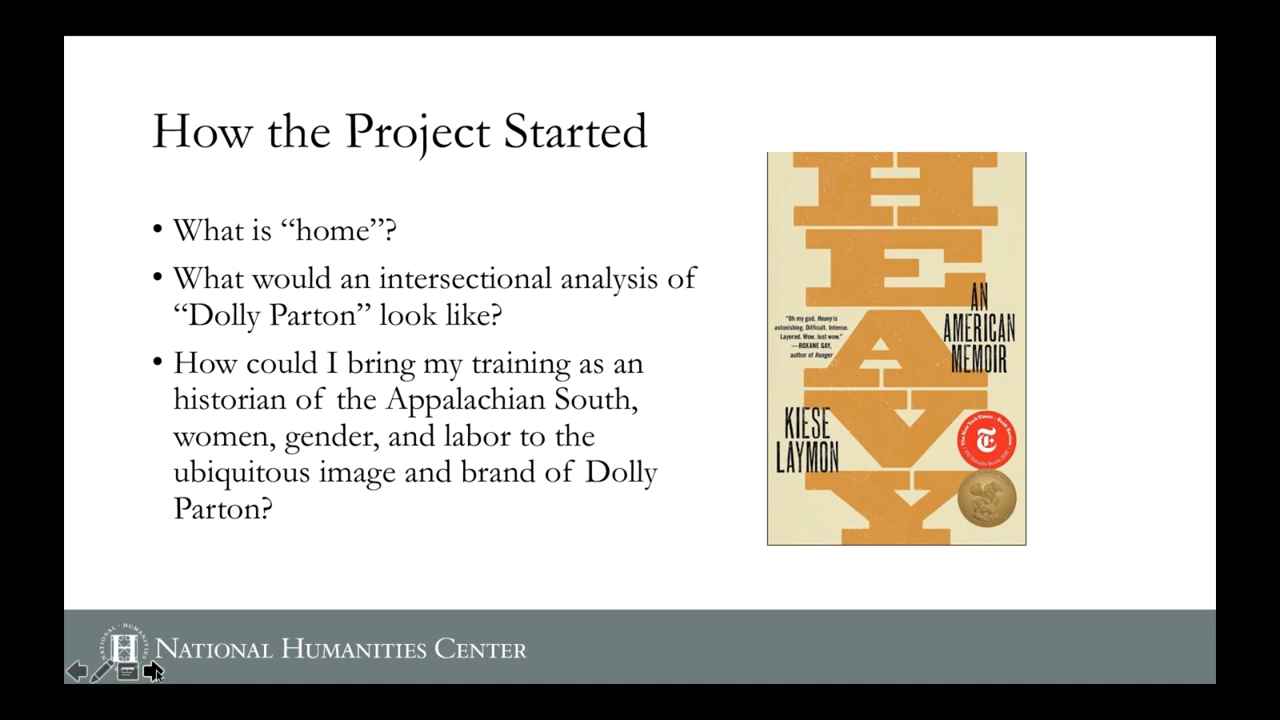 How the Project Started
• What is “home”?
• What would an intersectional analysis of
“Dolly Parton” look like?
• How could I bring my training as an
historian of the Appalachian South,
women, gender, and labor to the
ubiquitous image and brand of Dolly
Parton?
HEAVY
AN
AMERICAN
MEMOIR
"Oh my god, Heavy is
astonishing. Difficult. Intense.
Layered. Wow. Just wow."
—ROXANE GAY,
author of Hunger
KIESE
LAYMON
NATIONAL HUMANITIES CENTER